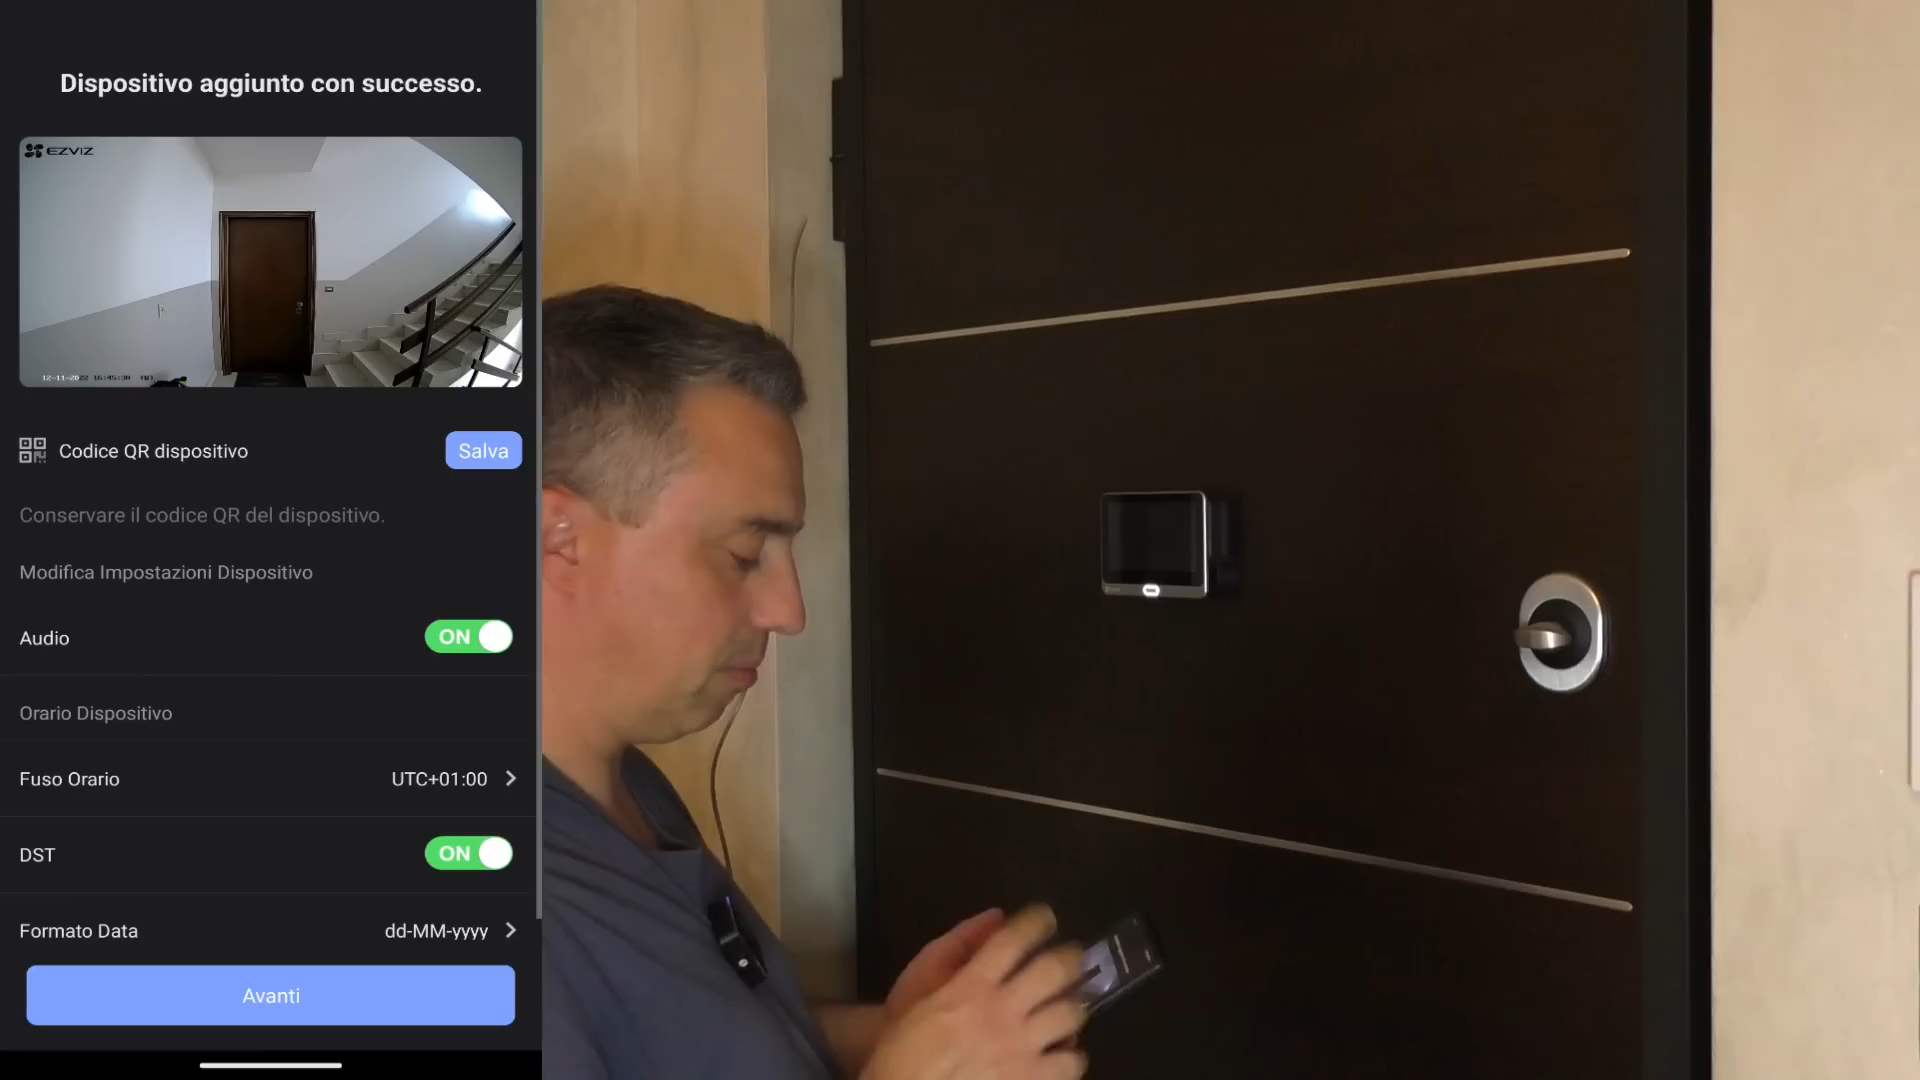 Dispositivo aggiunto con successo.
EZVIZ
Codice QR dispositivo
Salva
Conservare il codice QR del dispositivo.
Modifica Impostazioni Dispositivo
Audio
ON
Orario Dispositivo
Fuso Orario
UTC+01:00
DST
ON
Formato Data
dd-MM-yyyy
Avanti